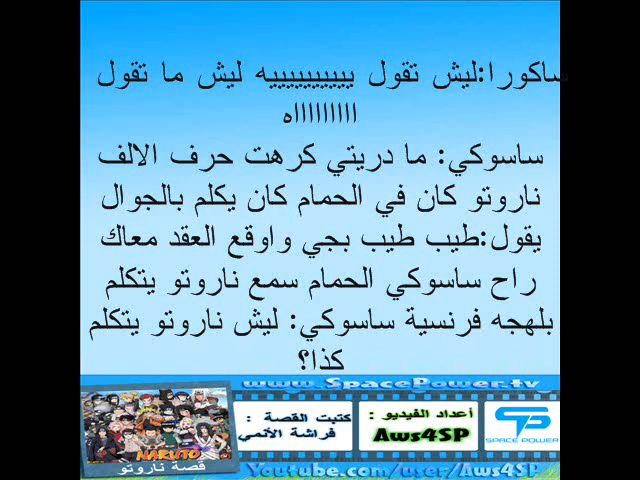 ساكورا:ليش تقول ييييييييييه ليش ما تقول
اااااااااه
ساسوكي: ما دريتي كرهت حرف الالف
ناروتو كان في الحمام كان يكلم بالجوال
يقول:طيب طيب بجي واوقع العقد معاك
راح ساسوكي الحمام سمع ناروتو يتكلم
بلهجه فرنسية ساسوكي: ليش ناروتو يتكلم
كذا؟
www.SpacePower.tv
أعداد الفيديو :
Aws4SP
كتبت القصة :
فراشة الأنمي
SPACE POWER
NARUTO
قصة ناروتو
Youtube.com/user/Aws4SP